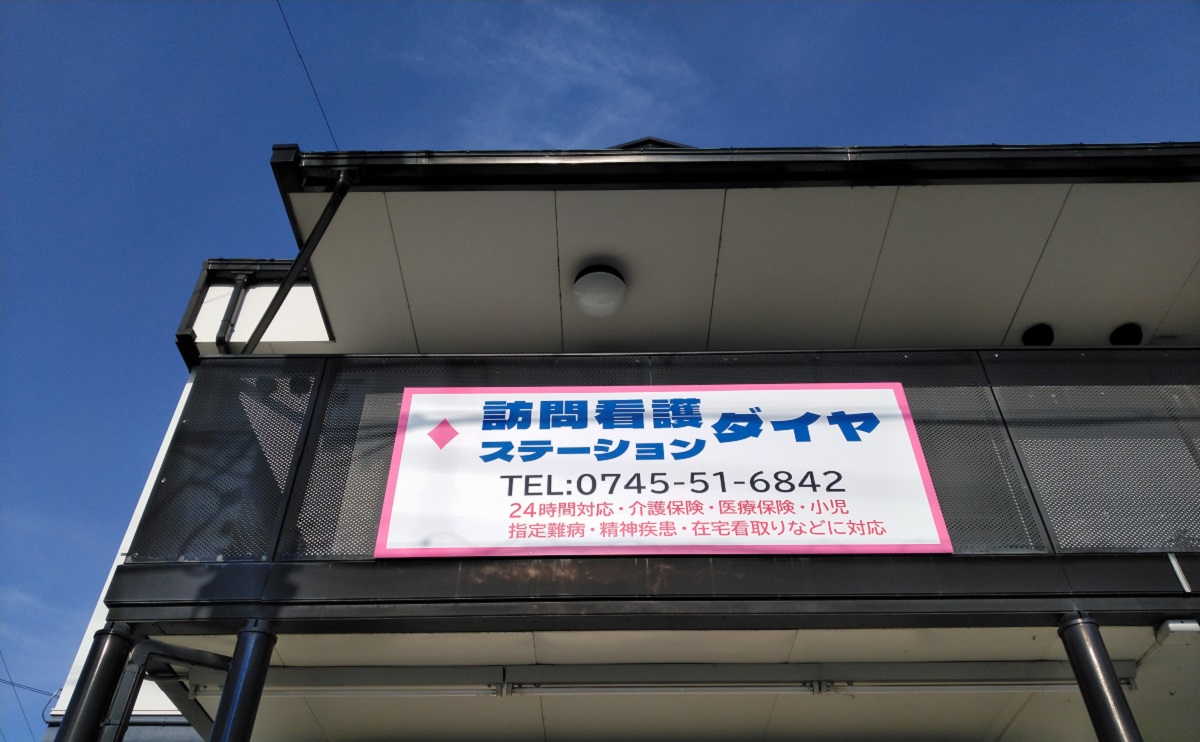 訪問看護
ステーション
ダイヤ
TEL:0745-51-6842
24時間対応・介護保険・医療保険・小児
指定難病・精神疾患・在宅看取りなどに対応